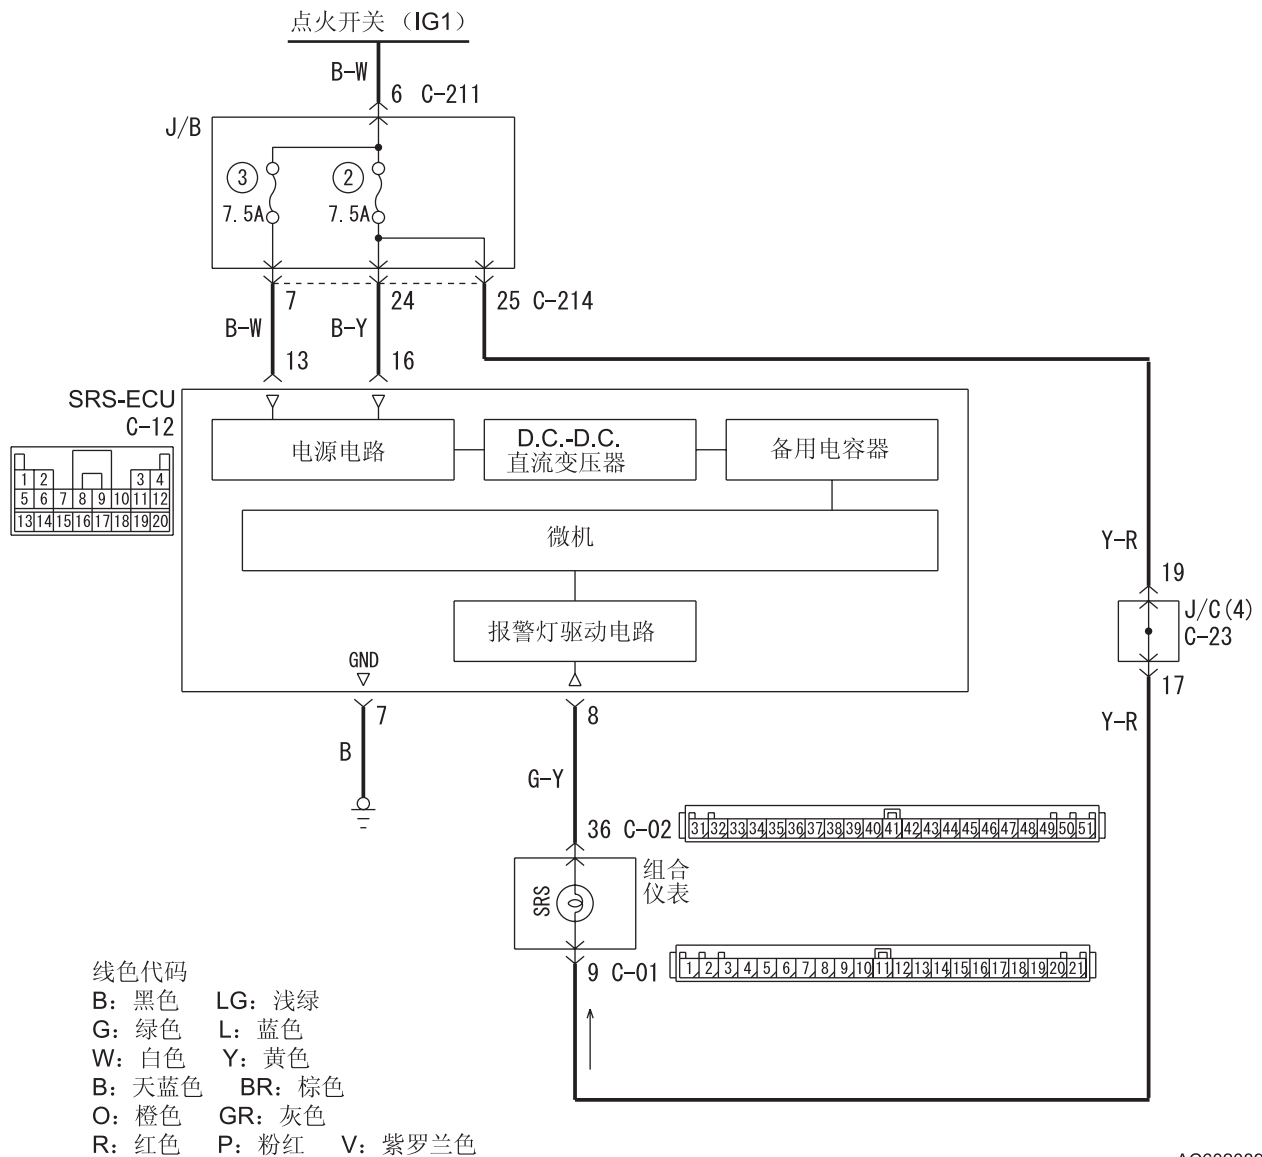 点火开关 （IG1）
B-W
6 C-211
J/B
3
2
7.5A
7.5A
7
24
25 C-214
B-W
B-Y
13
16
SRS-ECU
C-12
电源电路
D.C.-D.C.
直流变压器
备用电容器
1 2 3 4
5 6 7 8 9 10 11 12
13 14 15 16 17 18 19 20
微机
Y-R
19
J/C(4)
C-23
报警灯驱动电路
GND
7
8
17
B
Y-R
G-Y
36 C-02
31 32 33 34 35 36 37 38 39 40 41 42 43 44 45 46 47 48 49 50 51
组合
仪表
SRS
9 C-01
1 2 3 4 5 6 7 8 9 10 11 12 13 14 15 16 17 18 19 20 21
线色代码
B：黑色 LG：浅绿
G：绿色 L：蓝色
W：白色 Y：黄色
B：天蓝色 BR：棕色
O：橙色 GR：灰色
R：红色 P：粉红 V：紫罗兰色